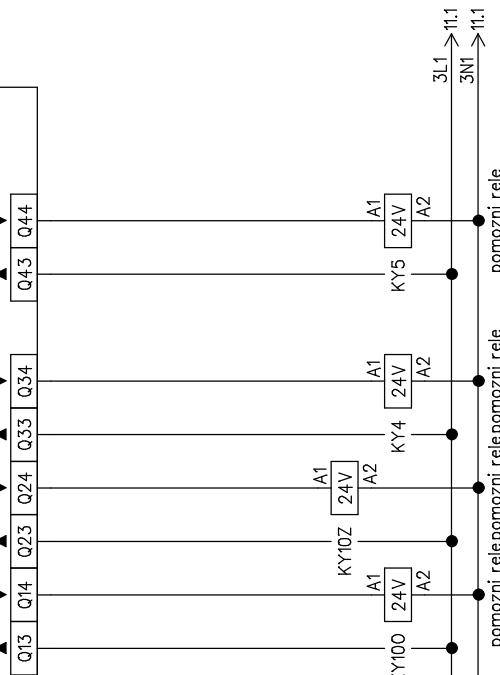 11.1
11.1
3L1
3N1
Q44
A1
24V
A2
pomozni rele
Q43
KY5
Q34
A1
24V
A2
pomozni rele
Q33
KY4
Q24
A1
24V
A2
pomozni rele
Q23
KY10Z
Q14
A1
24V
A2
pomozni rele
Q13